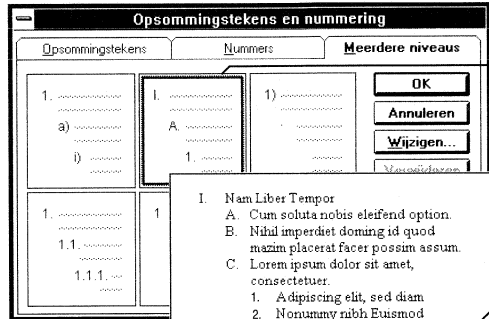 Opsommingstekens en nummering
Opsommingstekens Nummers Meerdere niveaus
1. I. 1) OK
a) A. Annuleren
i) 1. Wijzigen...
Verwijderen
1. 1
1.1.
1.1.1.
I. Nam Liber Tempor
A. Cum soluta nobis eleifend option.
B. Nihil imperdiet doming id quod
mazim placerat facer possim assum.
C. Lorem ipsum dolor sit amet,
consectetuer.
1. Adipiscing elit, sed diam
2. Nonummy nibh Euismod